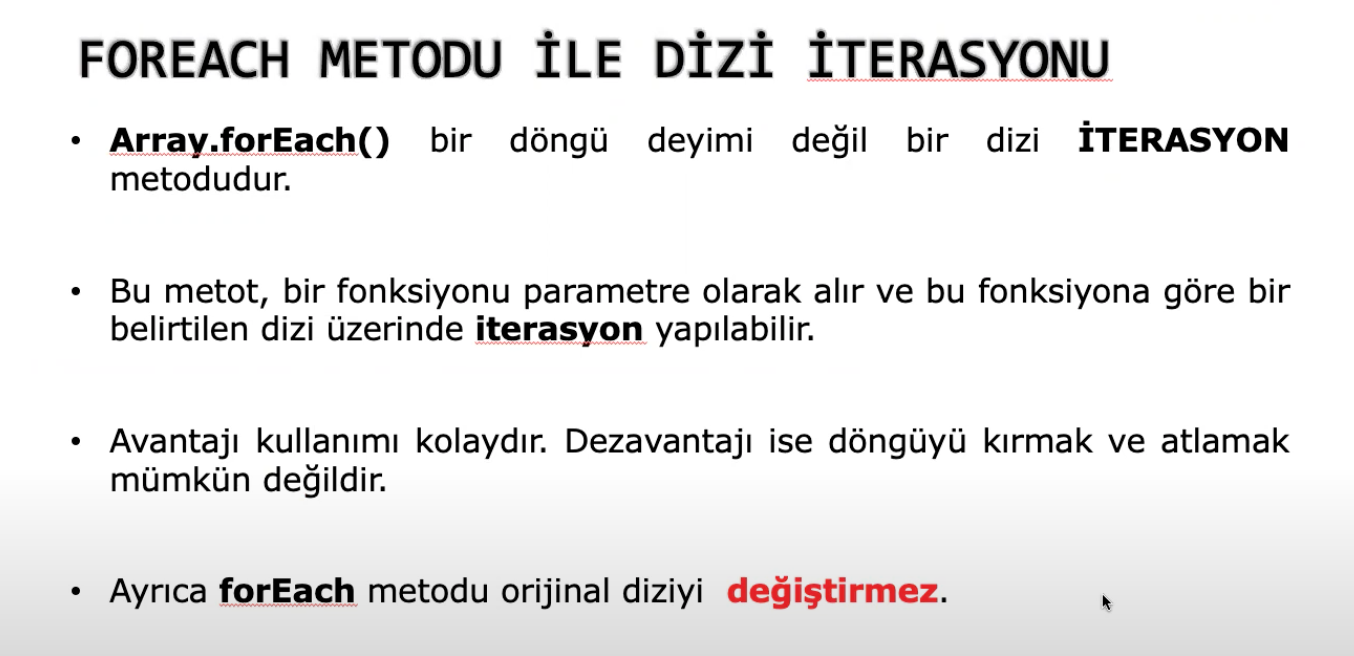 FOREACH METODU İLE DİZİ İTERASYONU
• Array.forEach() bir döngü deyimi değil bir dizi İTERASYON
metodudur.
• Bu metot, bir fonksiyonu parametre olarak alır ve bu fonksiyona göre bir
belirtilen dizi üzerinde iterasyon yapılabilir.
• Avantajı kullanımı kolaydır. Dezavantajı ise döngüyü kırmak ve atlamak
mümkün değildir.
• Ayrıca forEach metodu orijinal diziyi değiştirmez.